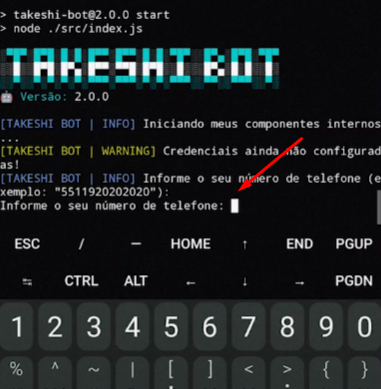 > takeshi-bot@2.0.0 start
> node ./src/index.js
TAKESHI BOT
🤖 Versão: 2.0.0
[TAKESHI BOT | INFO] Iniciando meus componentes internos
...
[TAKESHI BOT | WARNING] Credenciais ainda não configurad
as!
[TAKESHI BOT | INFO] Informe o seu número de telefone (e
xemplo: "5511920202020"):
Informe o seu número de telefone:
ESC / — HOME ↑ END PGUP
↹ CTRL ALT ← ↓ → PGDN
1 2 3 4 5 6 7 8 9 0
% ^ ~ | [ ] < > { }